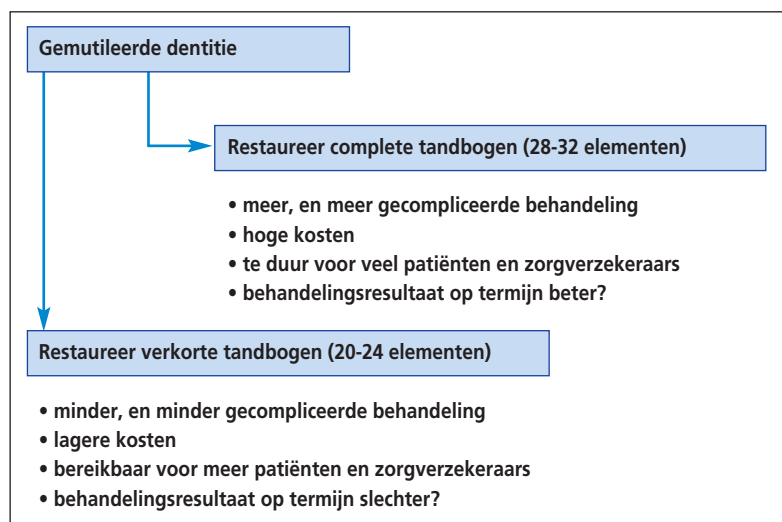 Gemutileerde dentitie
Restaureer complete tandbogen (28-32 elementen)
• meer, en meer gecompliceerde behandeling
• hoge kosten
• te duur voor veel patiënten en zorgverzekeraars
• behandelingsresultaat op termijn beter?
Restaureer verkorte tandbogen (20-24 elementen)
• minder, en minder gecompliceerde behandeling
• lagere kosten
• bereikbaar voor meer patiënten en zorgverzekeraars
• behandelingsresultaat op termijn slechter?